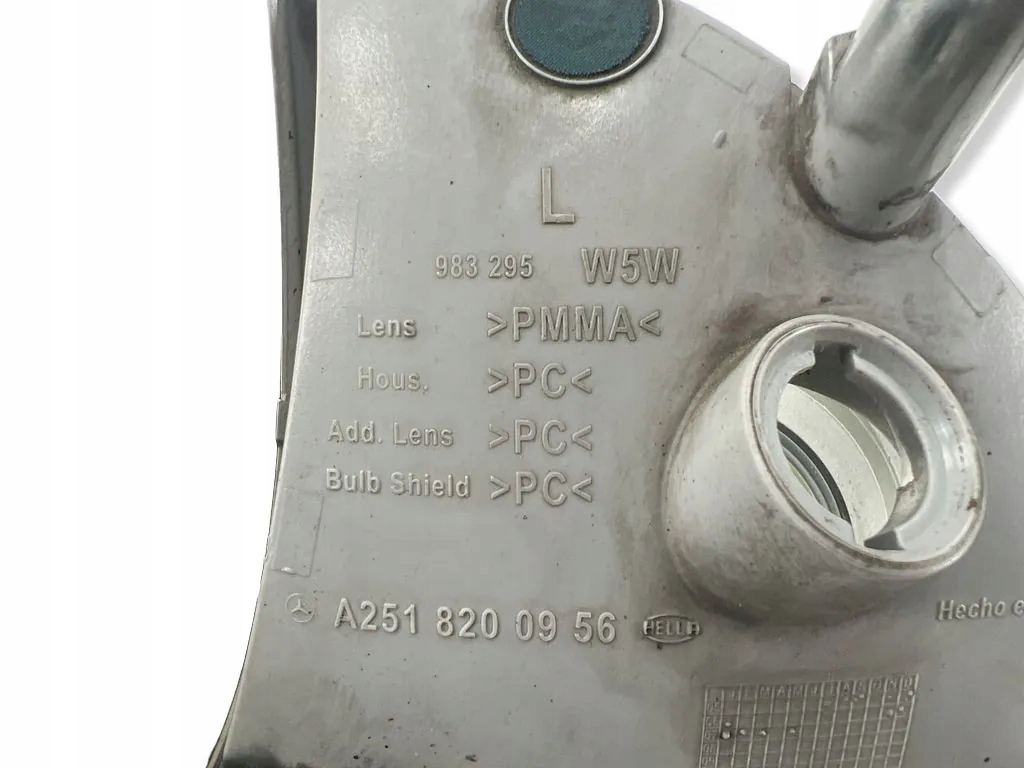 L
983 295 W5W
Lens >PMMA<
Hous. >PC<
Add. Lens >PC<
Bulb Shield >PC<
A251 820 09 56 HELLA
Hecho e